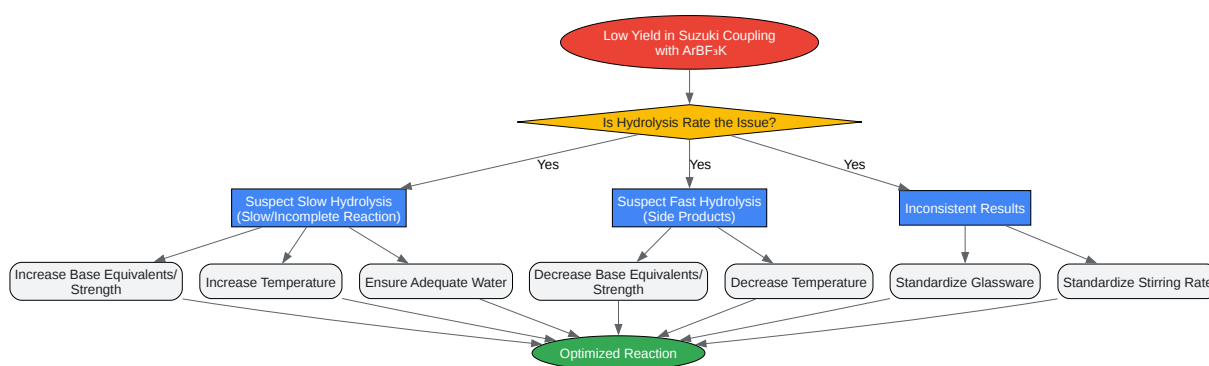 Low Yield in Suzuki Coupling
with ArBF₃K
Is Hydrolysis Rate the Issue?
Yes
Yes
Yes
Suspect Slow Hydrolysis
(Slow/Incomplete Reaction)
Suspect Fast Hydrolysis
(Side Products)
Inconsistent Results
Increase Base Equivalents/
Strength
Increase Temperature
Ensure Adequate Water
Decrease Base Equivalents/
Strength
Decrease Temperature
Standardize Glassware
Standardize Stirring Rate
Optimized Reaction